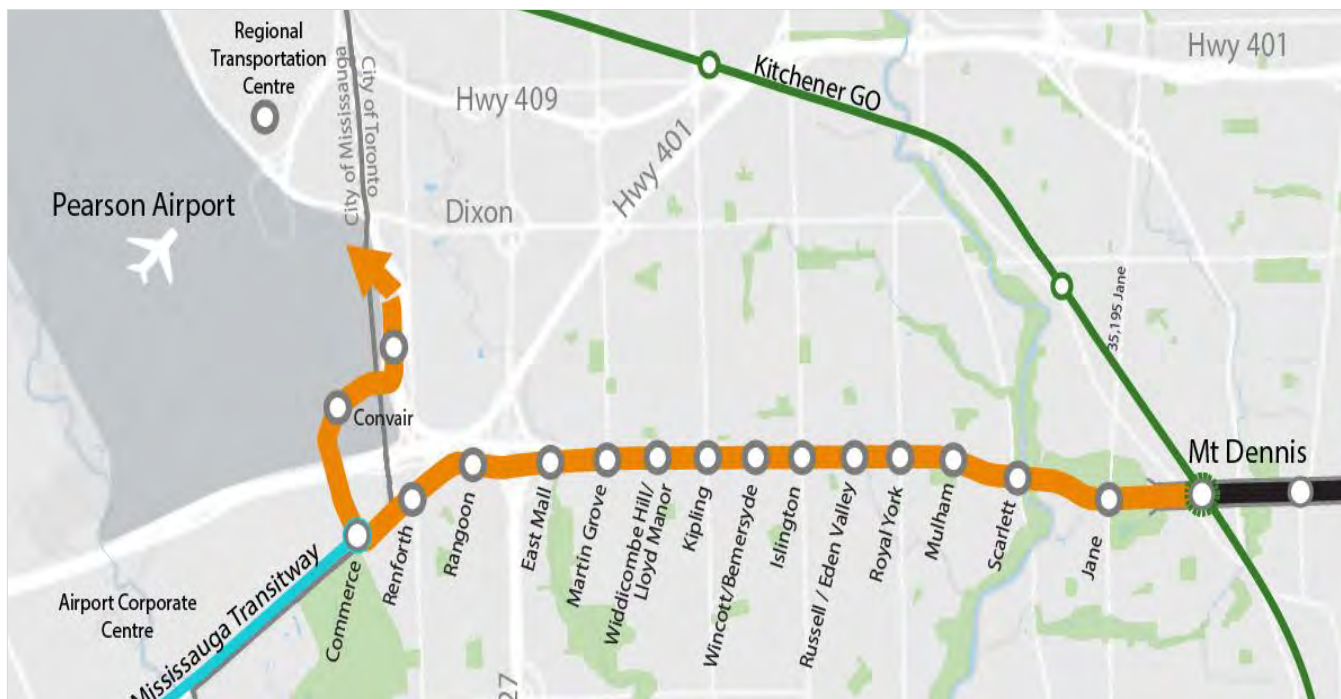 Regional
Transportation
Centre
City of Mississauga
City of Toronto
Hwy 409
Hwy 401
Kitchener GO
Hwy 401
Pearson Airport
Dixon
35,195 Jane
Convair
Mt Dennis
Airport Corporate
Centre
Mississauga Transitway
Commerce
Renforth
Rangoon
East Mall
Martin Grove
Widdicombe Hill/
Lloyd Manor
Kipling
Wincott/Bemersyde
Islington
Russell / Eden Valley
Royal York
Mulham
Scarlett
Jane
27